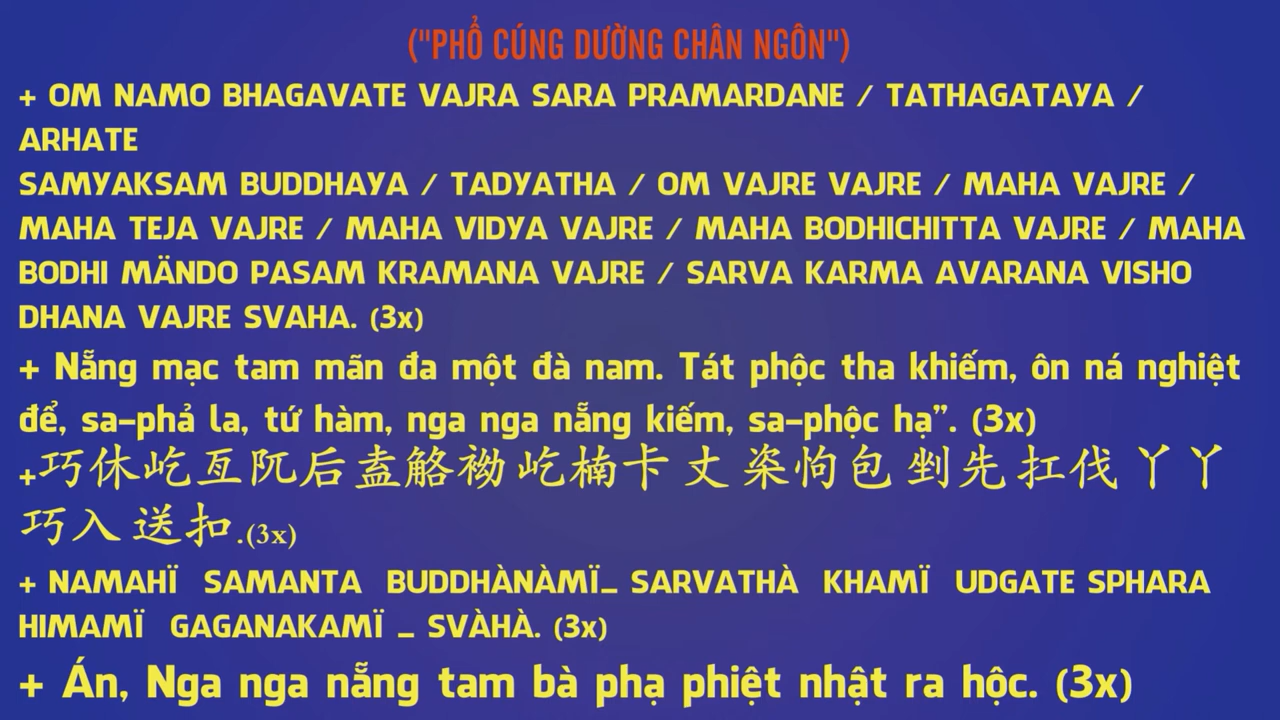 ("PHỔ CÚNG DƯỜNG CHÂN NGÔN")
+ OM NAMO BHAGAVATE VAJRA SARA PRAMARDANE / TATHAGATAYA /
ARHATE
SAMYAKSAM BUDDHAYA / TADYATHA / OM VAJRE VAJRE / MAHA VAJRE /
MAHA TEJA VAJRE / MAHA VIDYA VAJRE / MAHA BODHICHITTA VAJRE / MAHA
BODHI MÄNDO PASAM KRAMANA VAJRE / SARVA KARMA AVARANA VISHO
DHANA VAJRE SVAHA. (3x)
+ Nẵng mạc tam mãn đa một đà nam. Tát phộc tha khiếm, ôn ná nghiệt
để, sa-phả la, tứ hàm, nga nga nẵng kiếm, sa-phộc hạ”. (3x)
+巧休屹亙阢后盍觡袎 屹楠卡 丈 桼怐包 剉先 扛伐 丫丫
巧入 送扣.(3x)
+ NAMAHÏ SAMANTA BUDDHÀNÀMÏ_ SARVATHÀ KHAMÏ UDGATE SPHARA
HIMAMÏ GAGANAKAMÏ _ SVÀHÀ. (3x)
+ Án, Nga nga nẵng tam bà phạ phiệt nhật ra hộc. (3x)